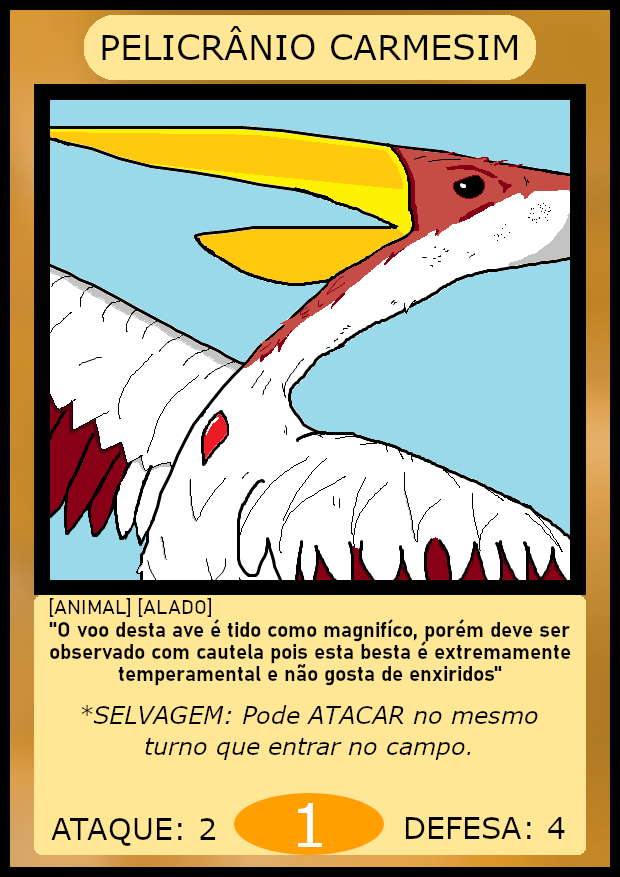 PELICRÂNIO CARMESIM
[ANIMAL] [ALADO]
"O voo desta ave é tido como magnifíco, porém deve ser
observado com cautela pois esta besta é extremamente
temperamental e não gosta de enxiridos"
*SELVAGEM: Pode ATACAR no mesmo
turno que entrar no campo.
ATAQUE: 2 1 DEFESA: 4